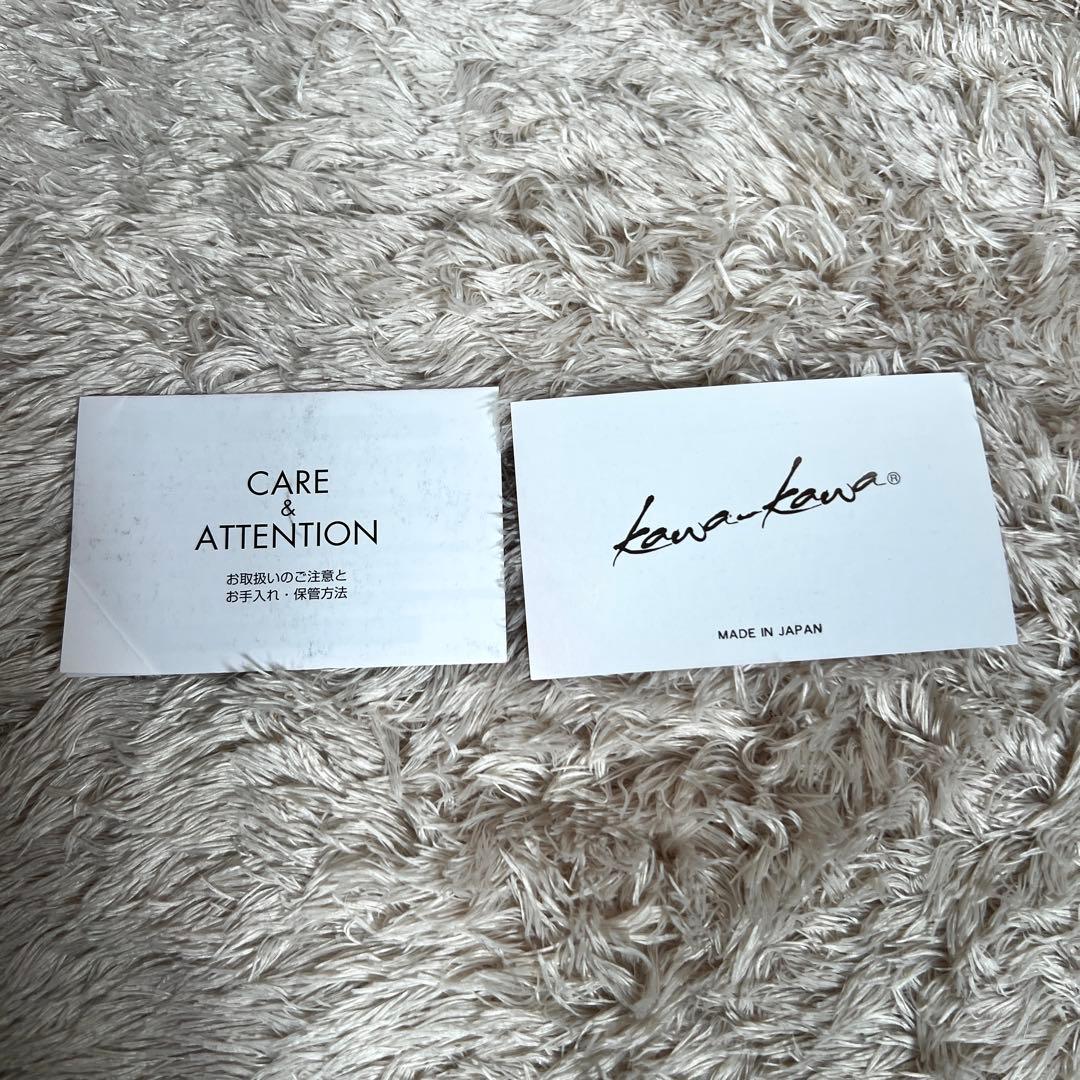 CARE
&
ATTENTION
お取扱いのご注意と
お手入れ・保管方法
kawa-kawa®
MADE IN JAPAN